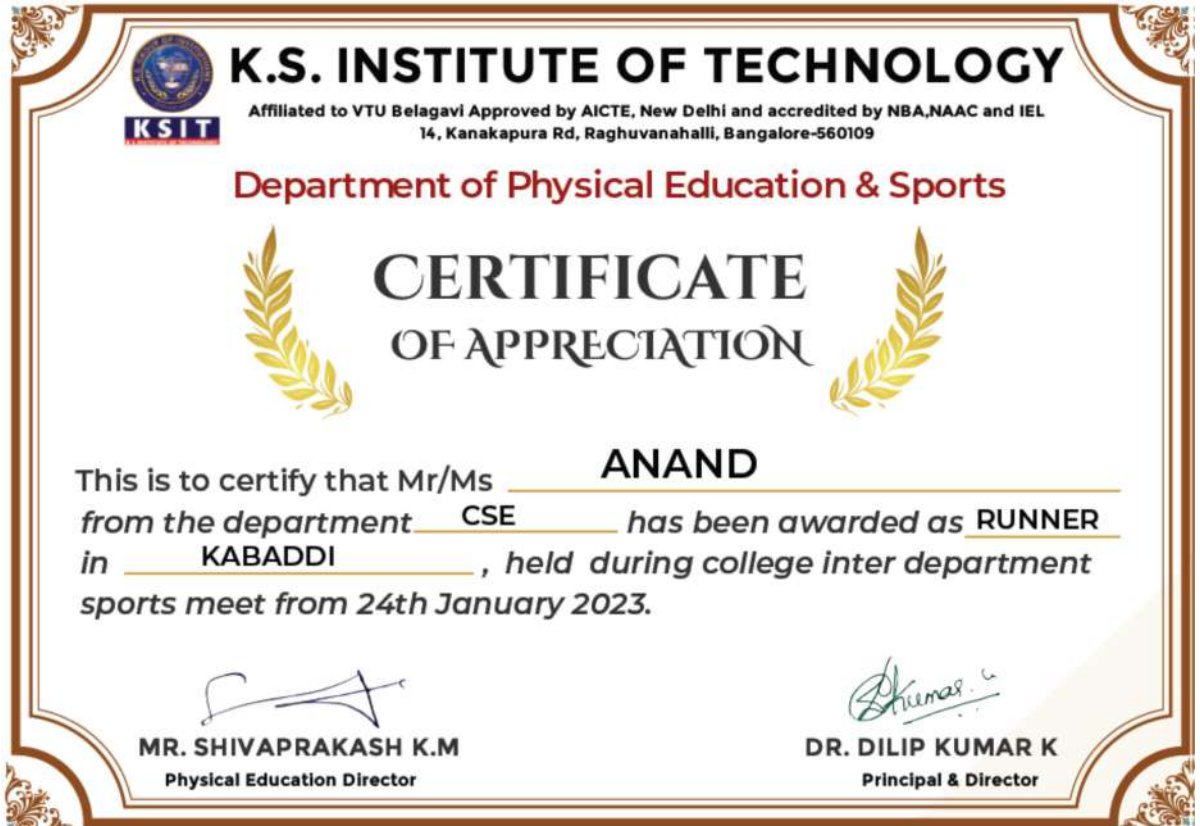 K.S. INSTITUTE OF TECHNOLOGY
Affiliated to VTU Belagavi Approved by AICTE, New Delhi and accredited by NBA,NAAC and IEL
14, Kanakapura Rd, Raghuvanahalli, Bangalore-560109
KSIT
Department of Physical Education & Sports
CERTIFICATE
OF APPRECIATION
This is to certify that Mr/Ms ANAND
from the department CSE has been awarded as RUNNER
in KABADDI , held during college inter department
sports meet from 24th January 2023.
MR. SHIVAPRAKASH K.M DR. DILIP KUMAR K
Physical Education Director Principal & Director